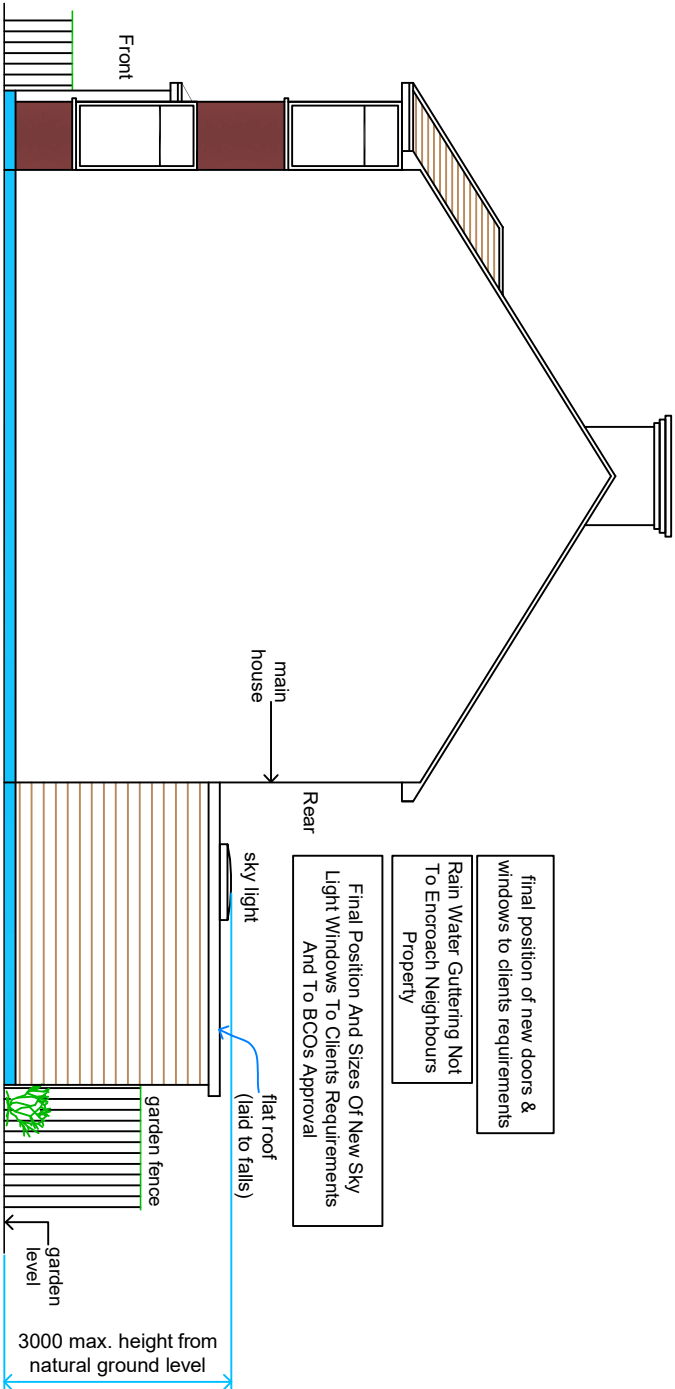 final position of new doors &
windows to clients requirements
Rain Water Guttering Not
To Encroach Neighbours
Property
Final Position And Sizes Of New Sky
Light Windows To Clients Requirements
And To BCOs Approval
Front
main
house
Rear
sky light
flat roof
(laid to falls)
garden fence
garden
level
3000 max. height from
natural ground level